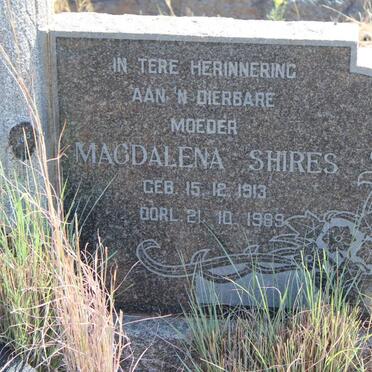 IN TERE HERINNERING
AAN 'N DIERBARE
MOEDER
MAGDALENA SHIRES
GEB. 15. 12. 1913
OORL. 21. 10. 1989